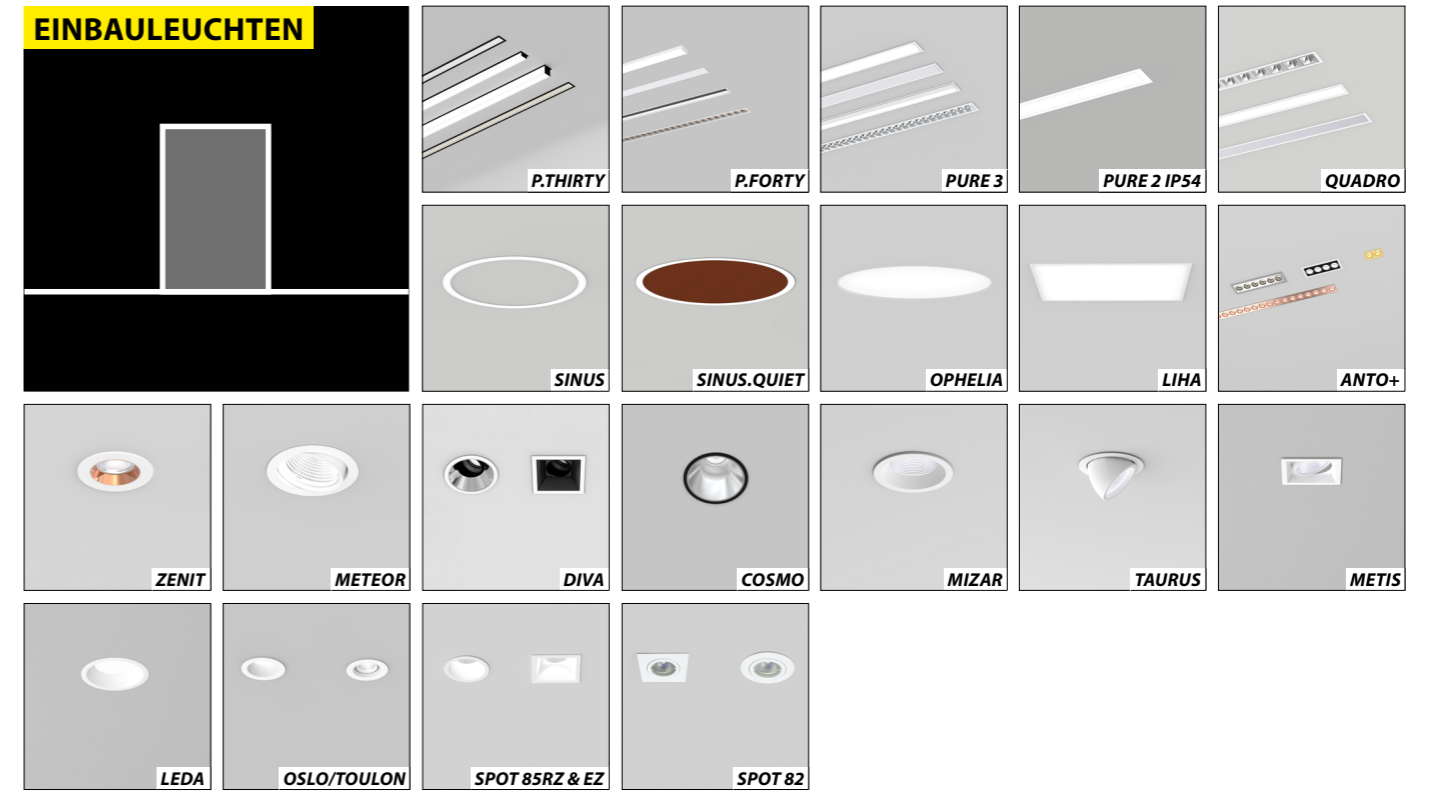 EINBAULEUCHTEN
P.THIRTY
P.FORTY
PURE 3
PURE 2 IP54
QUADRO
SINUS
SINUS.QUIET
OPHELIA
LIHA
ANTO+
ZENIT
METEOR
DIVA
COSMO
MIZAR
TAURUS
METIS
LEDA
OSLO/TOULON
SPOT 85RZ & EZ
SPOT 82